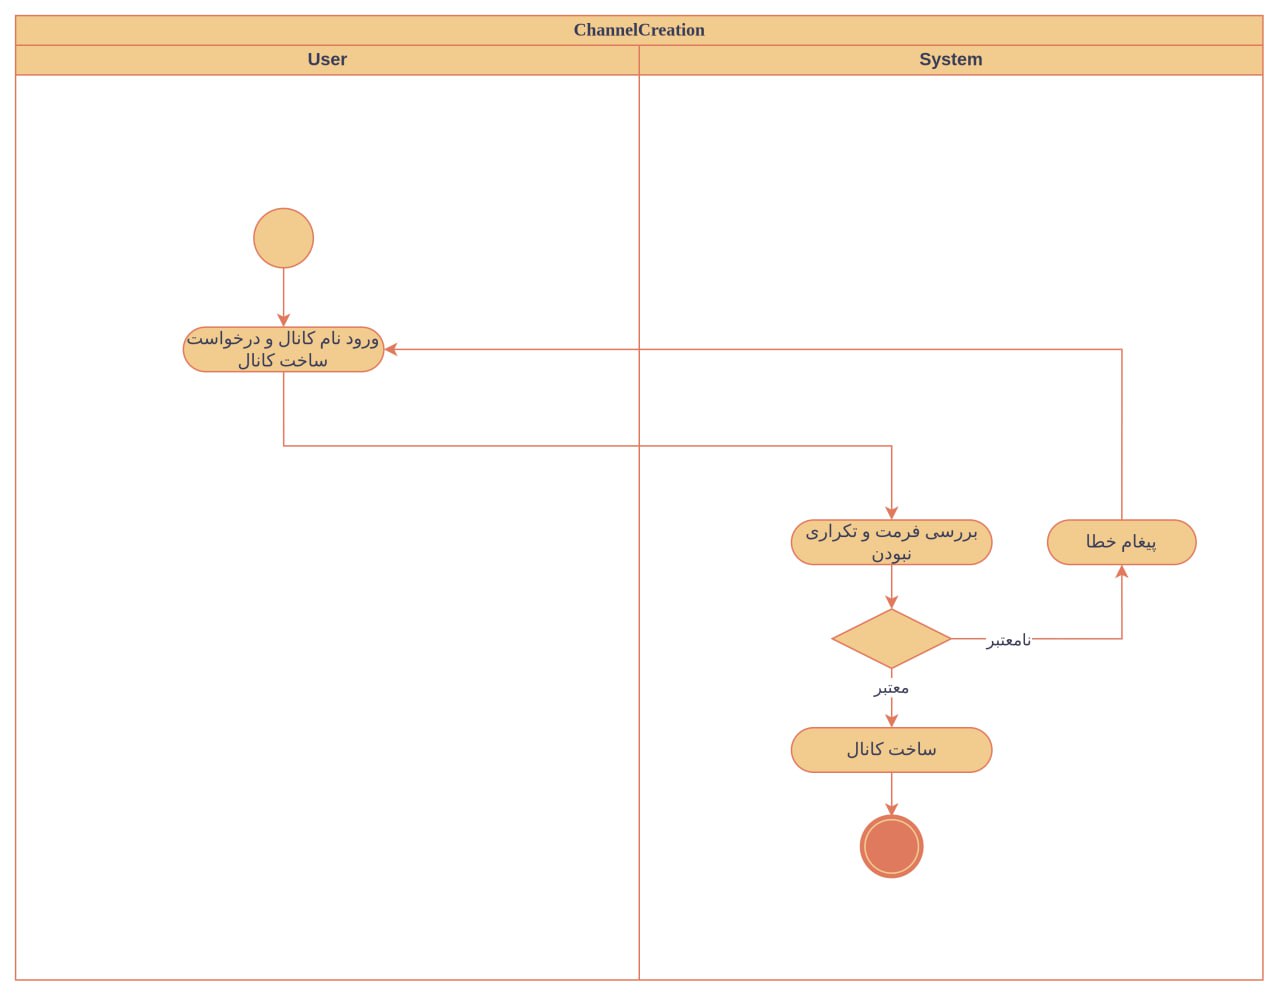 ChannelCreation
User
System
ورود نام کانال و درخواست
ساخت کانال
بررسی فرمت و تکراری
نبودن
پیغام خطا
نامعتبر
معتبر
ساخت کانال